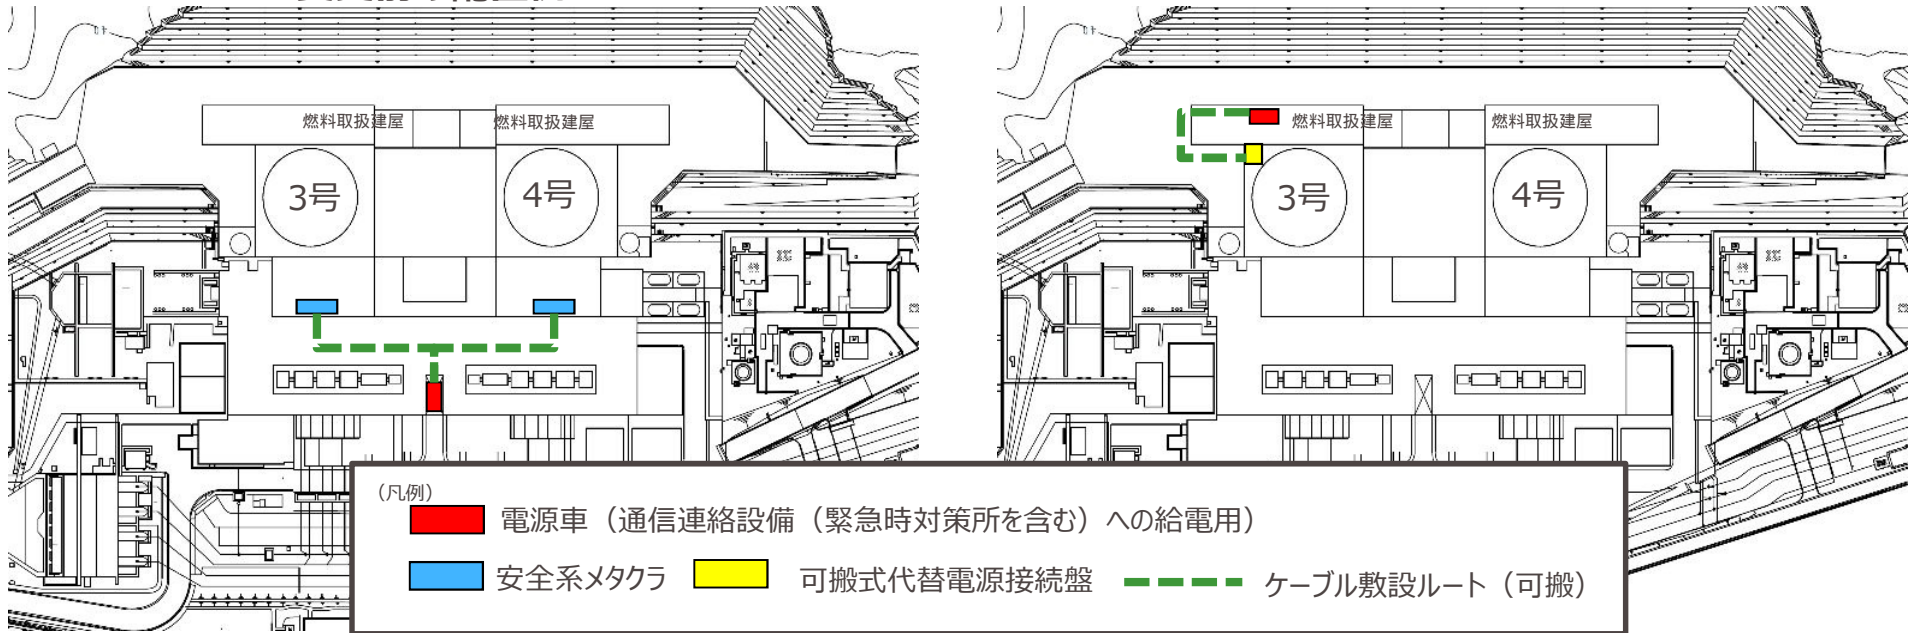 燃料取扱建屋
燃料取扱建屋
3号
4号
燃料取扱建屋
燃料取扱建屋
3号
4号
（凡例）
電源車（通信連絡設備（緊急時対策所を含む）への給電用）
安全系メタクラ
可搬式代替電源接続盤
ケーブル敷設ルート（可搬）